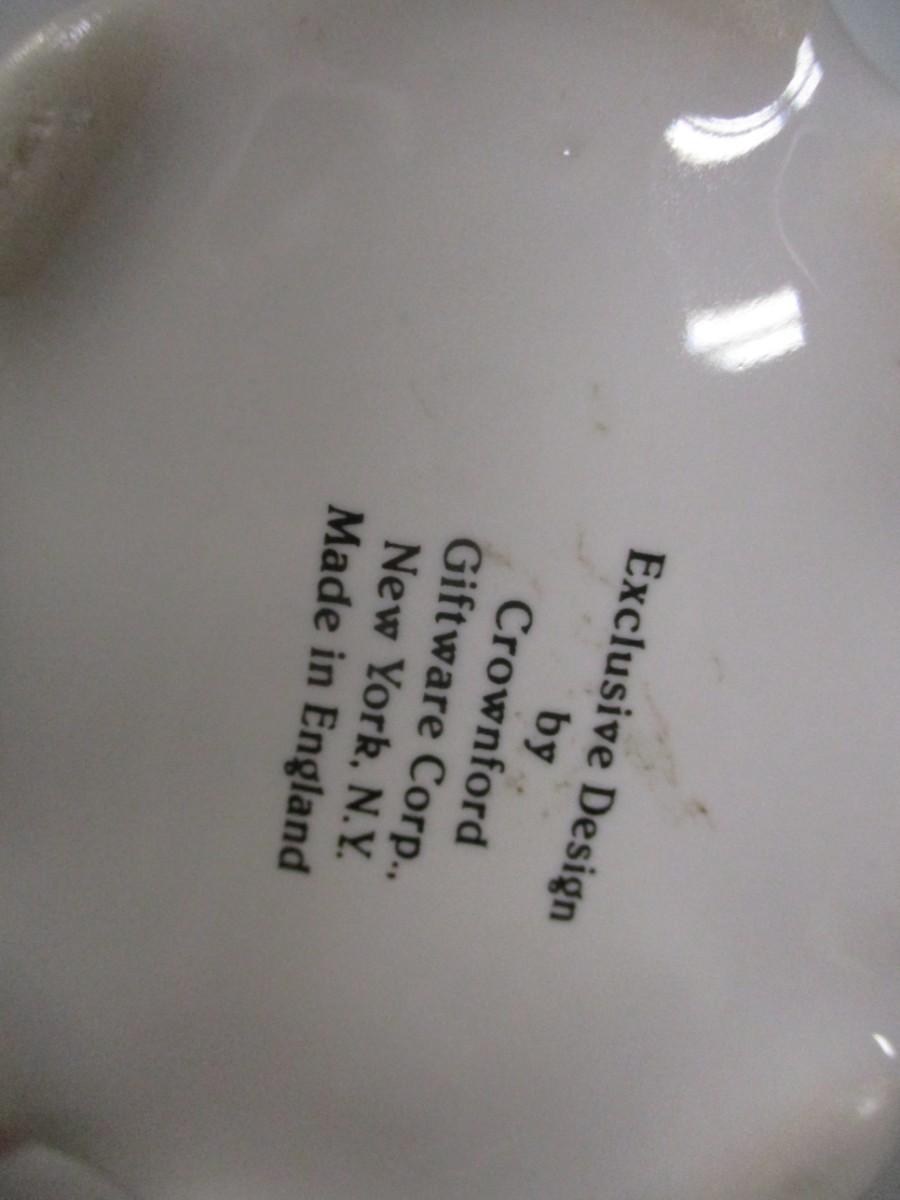 Exclusive Design
by
Crownford
Giftware Corp.,
New York, N.Y.
Made in England